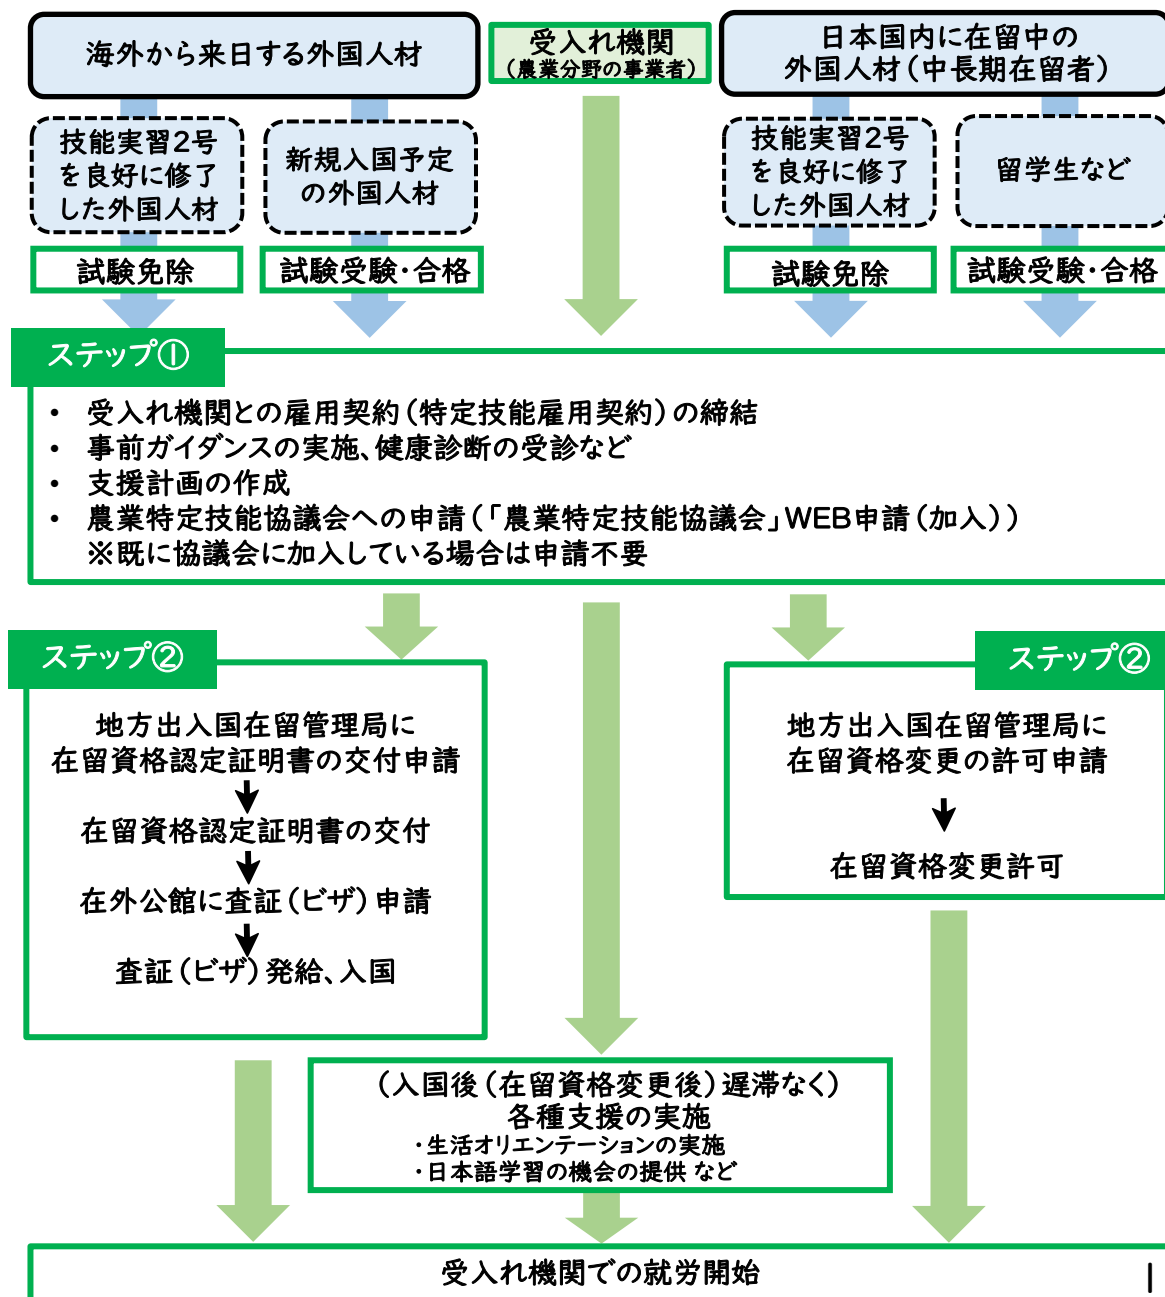 海外から来日する外国人材
受入れ機関
（農業分野の事業者）
日本国内に在留中の
外国人材（中長期在留者）
技能実習2号
を良好に修了
した外国人材
新規入国予定
の外国人材
技能実習2号
を良好に修了
した外国人材
留学生など
試験免除
試験受験・合格
試験免除
試験受験・合格
ステップ①
・ 受入れ機関との雇用契約（特定技能雇用契約）の締結
・ 事前ガイダンスの実施、健康診断の受診など
・ 支援計画の作成
・ 農業特定技能協議会への申請（「農業特定技能協議会」WEB申請（加入））
※既に協議会に加入している場合は申請不要
ステップ②
地方出入国在留管理局に
在留資格認定証明書の交付申請
在留資格認定証明書の交付
在外公館に査証（ビザ）申請
査証（ビザ）発給、入国
ステップ②
地方出入国在留管理局に
在留資格変更の許可申請
在留資格変更許可
（入国後（在留資格変更後）遅滞なく）
各種支援の実施
・生活オリエンテーションの実施
・日本語学習の機会の提供 など
受入れ機関での就労開始